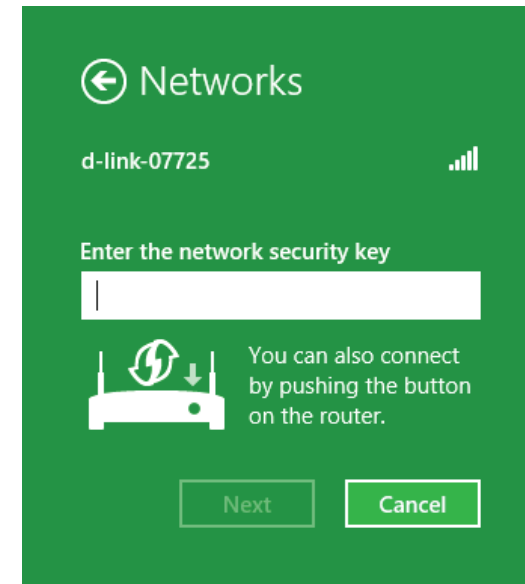 Networks
d-link-07725
Enter the network security key
You can also connect
by pushing the button
on the router.
Next
Cancel